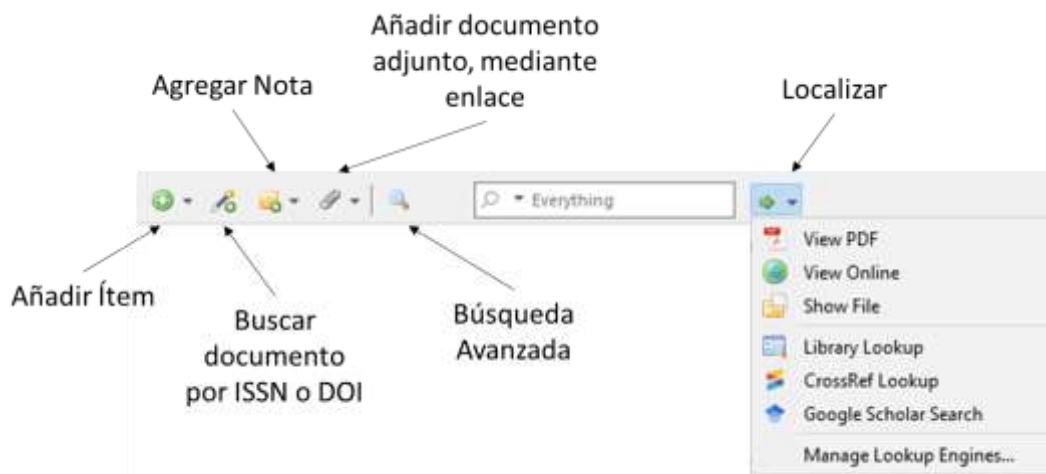 Añadir documento
adjunto, mediante
enlace
Agregar Nota
Localizar
Everything
View PDF
View Online
Show File
Library Lookup
CrossRef Lookup
Google Scholar Search
Manage Lookup Engines...
Añadir Ítem
Buscar
documento
por ISSN o DOI
Búsqueda
Avanzada